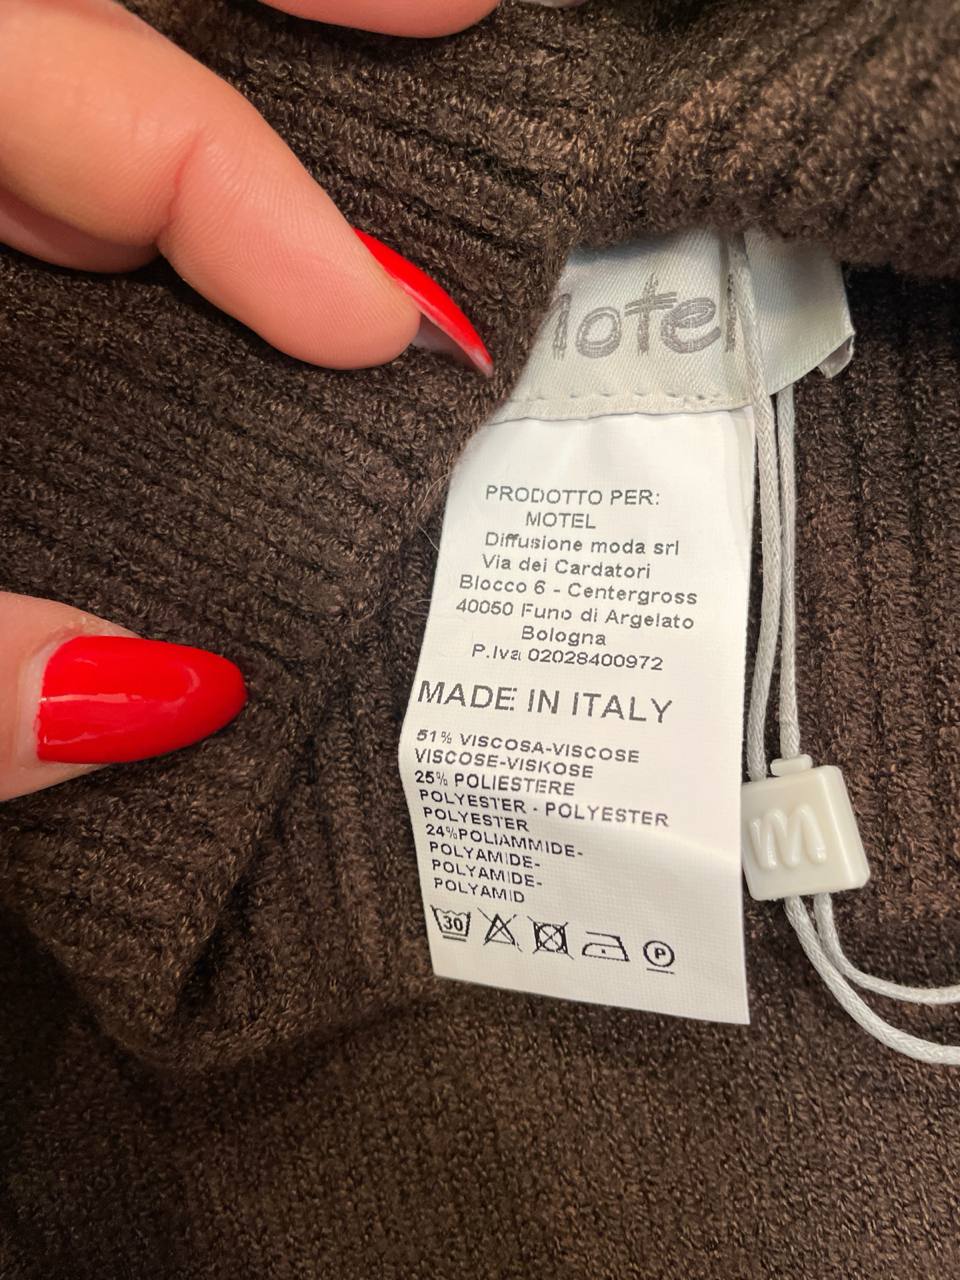 Motel
PRODOTTO PER:
MOTEL
Diffusione moda srl
Via dei Cardatori
Blocco 6 - Centergross
40050 Funo di Argelato
Bologna
P.Iva 02028400972
MADE IN ITALY
51% VISCOSA-VISCOSE
VISCOSE-VISKOSE
25% POLIESTERE
POLYESTER - POLYESTER
POLYESTER
24%POLIAMMIDE-
POLYAMIDE-
POLYAMIDE-
POLYAMID
30
P
M